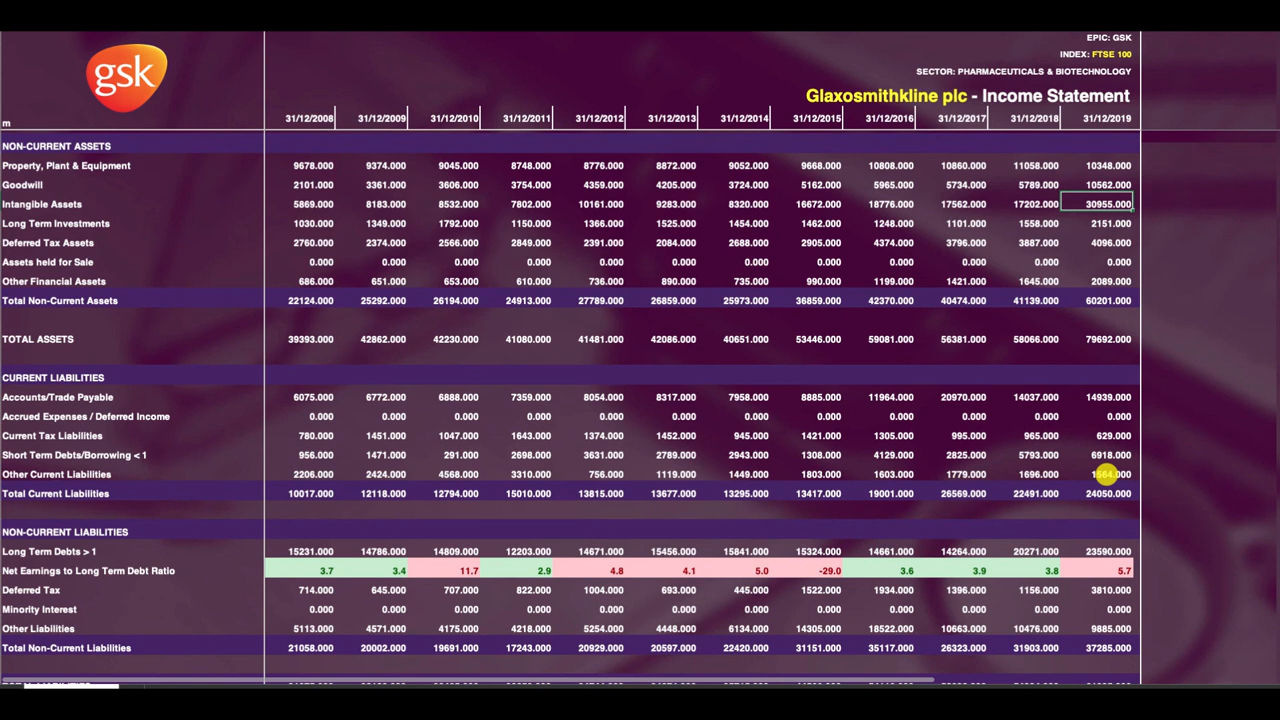 gsk
EPIC: GSK
INDEX: FTSE 100
SECTOR: PHARMACEUTICALS & BIOTECHNOLOGY
Glaxosmithkline plc - Income Statement
m 31/12/2008 31/12/2009 31/12/2010 31/12/2011 31/12/2012 31/12/2013 31/12/2014 31/12/2015 31/12/2016 31/12/2017 31/12/2018 31/12/2019
NON-CURRENT ASSETS
Property, Plant & Equipment 9678.000 9374.000 9045.000 8748.000 8776.000 8872.000 9052.000 9668.000 10808.000 10860.000 11058.000 10348.000
Goodwill 2101.000 3361.000 3606.000 3754.000 4359.000 4205.000 3724.000 5162.000 5965.000 5734.000 5789.000 10562.000
Intangible Assets 5869.000 8183.000 8532.000 7802.000 10161.000 9283.000 8320.000 16672.000 18776.000 17562.000 17202.000 30955.000
Long Term Investments 1030.000 1349.000 1792.000 1150.000 1366.000 1525.000 1454.000 1462.000 1248.000 1101.000 1558.000 2151.000
Deferred Tax Assets 2760.000 2374.000 2566.000 2849.000 2391.000 2084.000 2688.000 2905.000 4374.000 3796.000 3887.000 4096.000
Assets held for Sale 0.000 0.000 0.000 0.000 0.000 0.000 0.000 0.000 0.000 0.000 0.000 0.000
Other Financial Assets 686.000 651.000 653.000 610.000 736.000 890.000 735.000 990.000 1199.000 1421.000 1645.000 2089.000
Total Non-Current Assets 22124.000 25292.000 26194.000 24913.000 27789.000 26859.000 25973.000 36859.000 42370.000 40474.000 41139.000 60201.000
TOTAL ASSETS 39393.000 42862.000 42230.000 41080.000 41481.000 42086.000 40651.000 53446.000 59081.000 56381.000 58066.000 79692.000
CURRENT LIABILITIES
Accounts/Trade Payable 6075.000 6772.000 6888.000 7359.000 8054.000 8317.000 7958.000 8885.000 11964.000 20970.000 14037.000 14939.000
Accrued Expenses / Deferred Income 0.000 0.000 0.000 0.000 0.000 0.000 0.000 0.000 0.000 0.000 0.000 0.000
Current Tax Liabilities 780.000 1451.000 1047.000 1643.000 1374.000 1452.000 945.000 1421.000 1305.000 995.000 965.000 629.000
Short Term Debts/Borrowing < 1 956.000 1471.000 291.000 2698.000 3631.000 2789.000 2943.000 1308.000 4129.000 2825.000 5793.000 6918.000
Other Current Liabilities 2206.000 2424.000 4568.000 3310.000 756.000 1119.000 1449.000 1803.000 1603.000 1779.000 1696.000 1564.000
Total Current Liabilities 10017.000 12118.000 12794.000 15010.000 13815.000 13677.000 13295.000 13417.000 19001.000 26569.000 22491.000 24050.000
NON-CURRENT LIABILITIES
Long Term Debts > 1 15231.000 14786.000 14809.000 12203.000 14671.000 15456.000 15841.000 15324.000 14661.000 14264.000 20271.000 23590.000
Net Earnings to Long Term Debt Ratio 3.7 3.4 11.7 2.9 4.8 4.1 5.0 -29.0 3.6 3.9 3.8 5.7
Deferred Tax 714.000 645.000 707.000 822.000 1004.000 693.000 445.000 1522.000 1934.000 1396.000 1156.000 3810.000
Minority Interest 0.000 0.000 0.000 0.000 0.000 0.000 0.000 0.000 0.000 0.000 0.000 0.000
Other Liabilities 5113.000 4571.000 4175.000 4218.000 5254.000 4448.000 6134.000 14305.000 18522.000 10663.000 10476.000 9885.000
Total Non-Current Liabilities 21058.000 20002.000 19691.000 17243.000 20929.000 20597.000 22420.000 31151.000 35117.000 26323.000 31903.000 37285.000